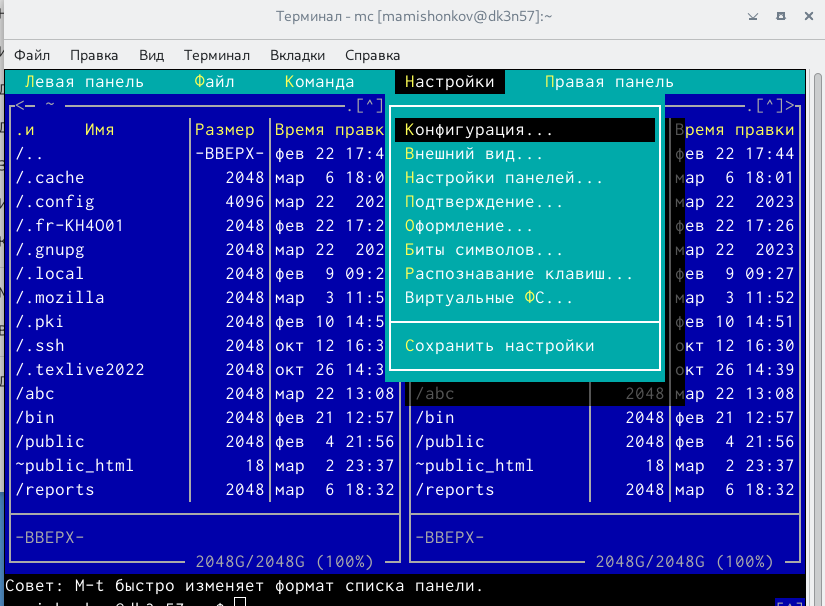 Терминал - mc [mamishonkov@dk3n57]:~
Файл Правка Вид Терминал Вкладки Справка
Левая панель Файл Команда Настройки Правая панель
<─ ~ .[^] .[^]>
.и Имя Размер Время правк Время правки
/.. -ВВЕРХ- фев 22 17:4 фев 22 17:44
/.cache 2048 мар 6 18:0 мар 6 18:01
/.config 4096 мар 22 202 мар 22 2023
/.fr-KH4O01 2048 фев 22 17:2 фев 22 17:26
/.gnupg 2048 мар 22 202 мар 22 2023
/.local 2048 фев 9 09:2 фев 9 09:27
/.mozilla 2048 мар 3 11:5 мар 3 11:52
/.pki 2048 фев 10 14:5 фев 10 14:51
/.ssh 2048 окт 12 16:3 окт 12 16:30
/.texlive2022 2048 окт 26 14:3 окт 26 14:39
/abc 2048 мар 22 13:08 /abc 2048 мар 22 13:08
/bin 2048 фев 21 12:57 /bin 2048 фев 21 12:57
/public 2048 фев 4 21:56 /public 2048 фев 4 21:56
~public_html 18 мар 2 23:37 ~public_html 18 мар 2 23:37
/reports 2048 мар 6 18:32 /reports 2048 мар 6 18:32
Конфигурация...
Внешний вид...
Настройки панелей...
Подтверждение...
Оформление...
Биты символов...
Распознавание клавиш...
Виртуальные ФС...
Сохранить настройки
-ВВЕРХ- -ВВЕРХ-
2048G/2048G (100%) 2048G/2048G (100%)
Совет: M-t быстро изменяет формат списка панели.